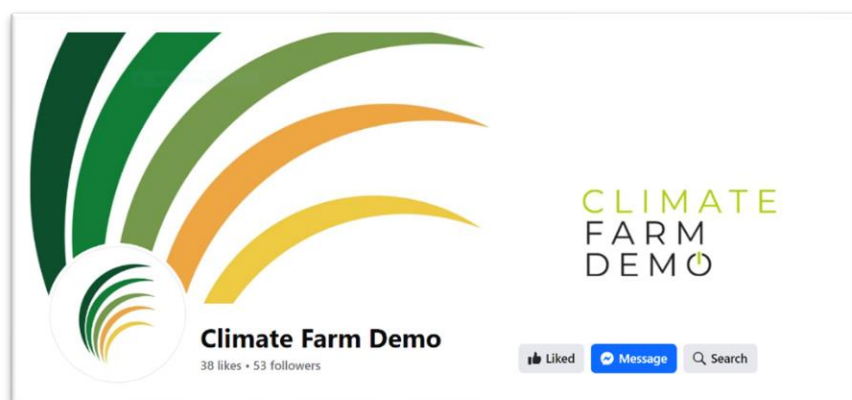 CLIMATE
FARM
DEMO
Climate Farm Demo
38 likes • 53 followers
Liked
Message
Search